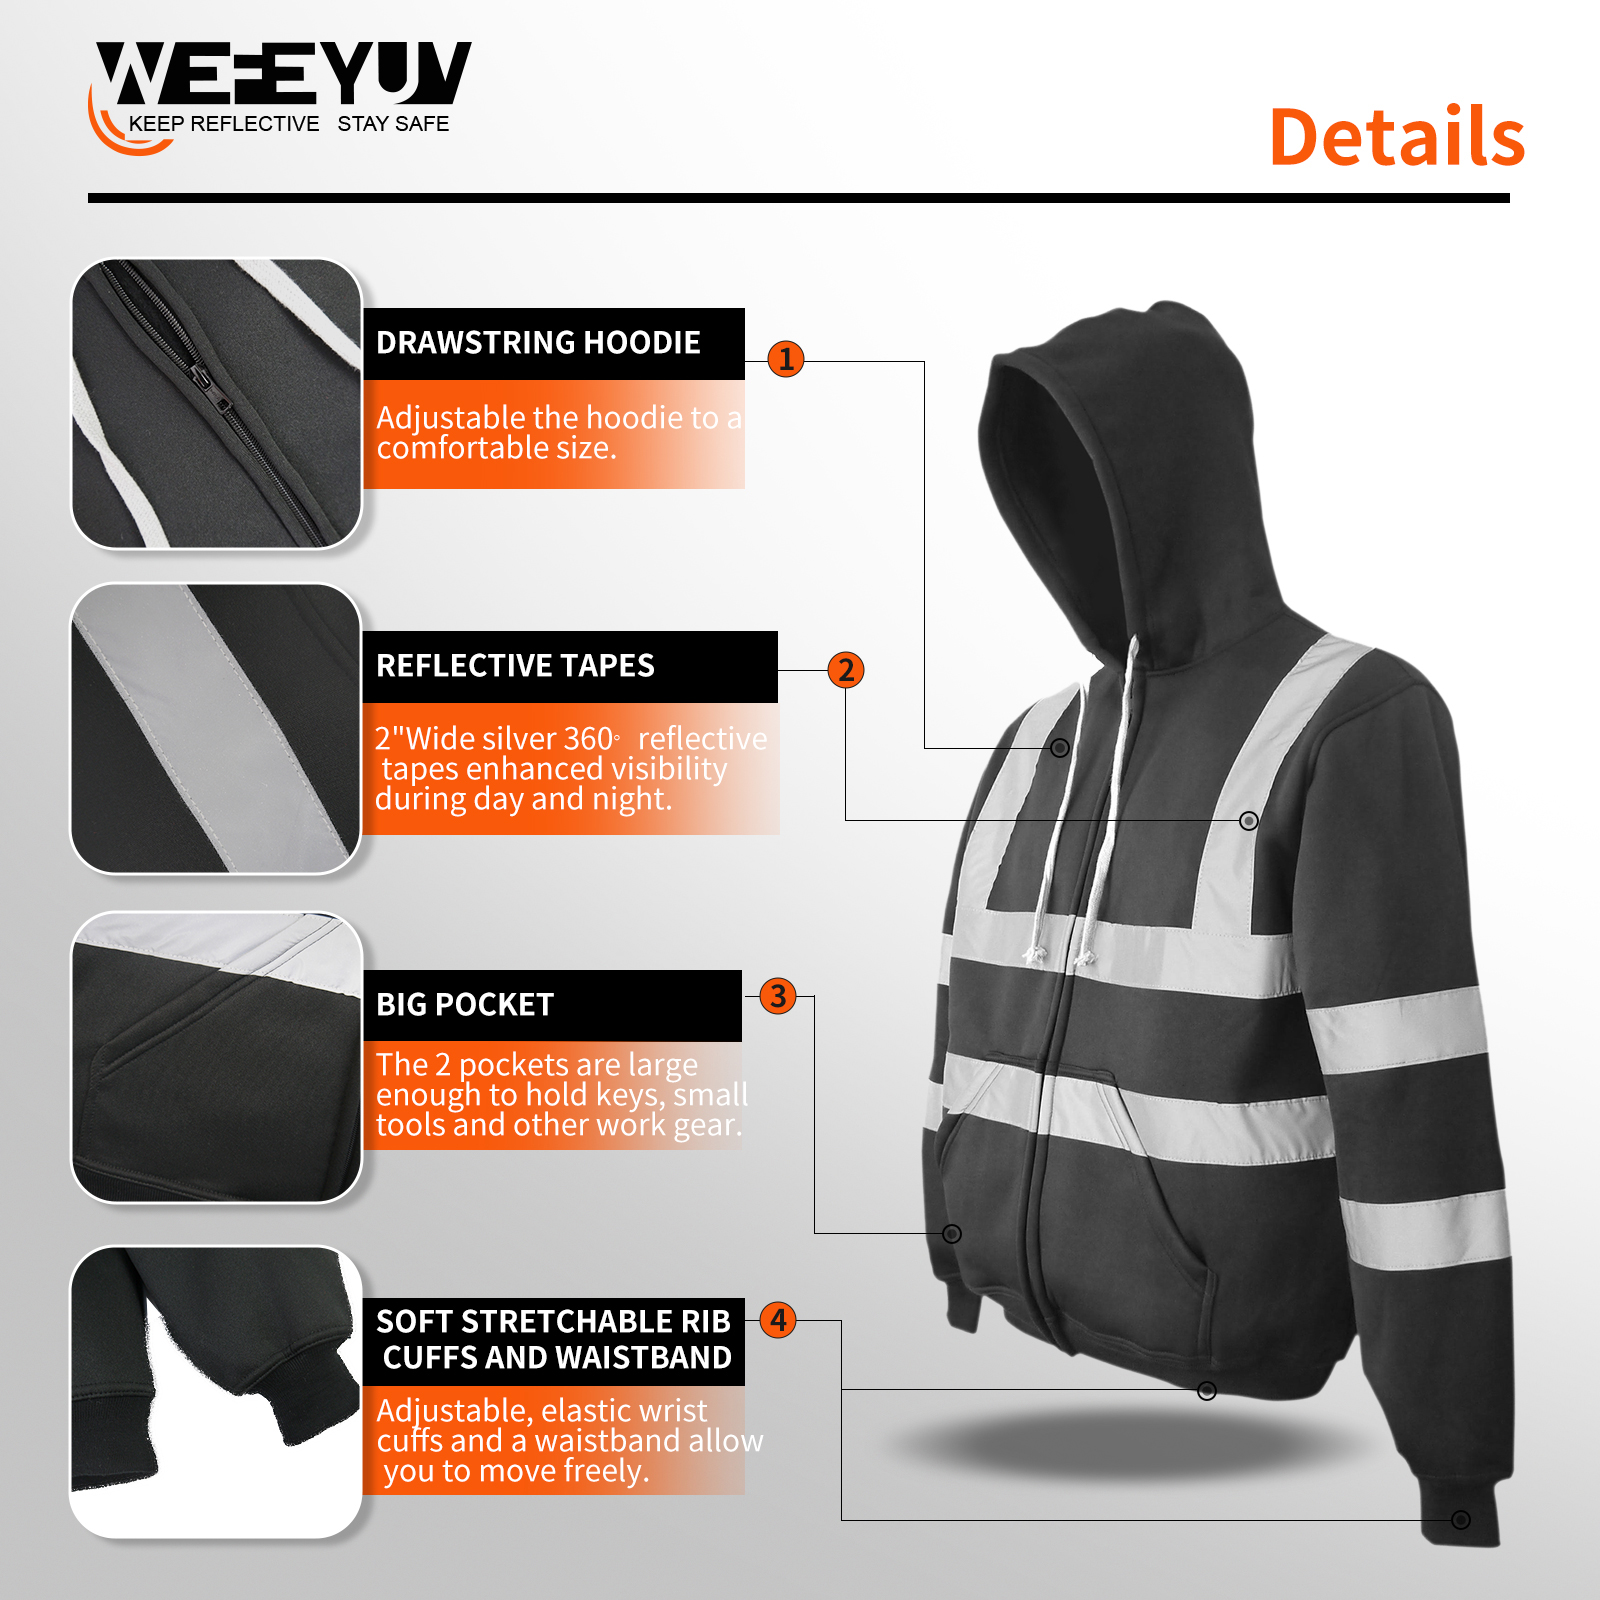 WEFEYUV
KEEP REFLECTIVE STAY SAFE
Details
DRAWSTRING HOODIE
Adjustable the hoodie to a
comfortable size.
1
REFLECTIVE TAPES
2"Wide silver 360° reflective
tapes enhanced visibility
during day and night.
2
BIG POCKET
The 2 pockets are large
enough to hold keys, small
tools and other work gear.
3
SOFT STRETCHABLE RIB
CUFFS AND WAISTBAND
Adjustable, elastic wrist
cuffs and a waistband allow
you to move freely.
4